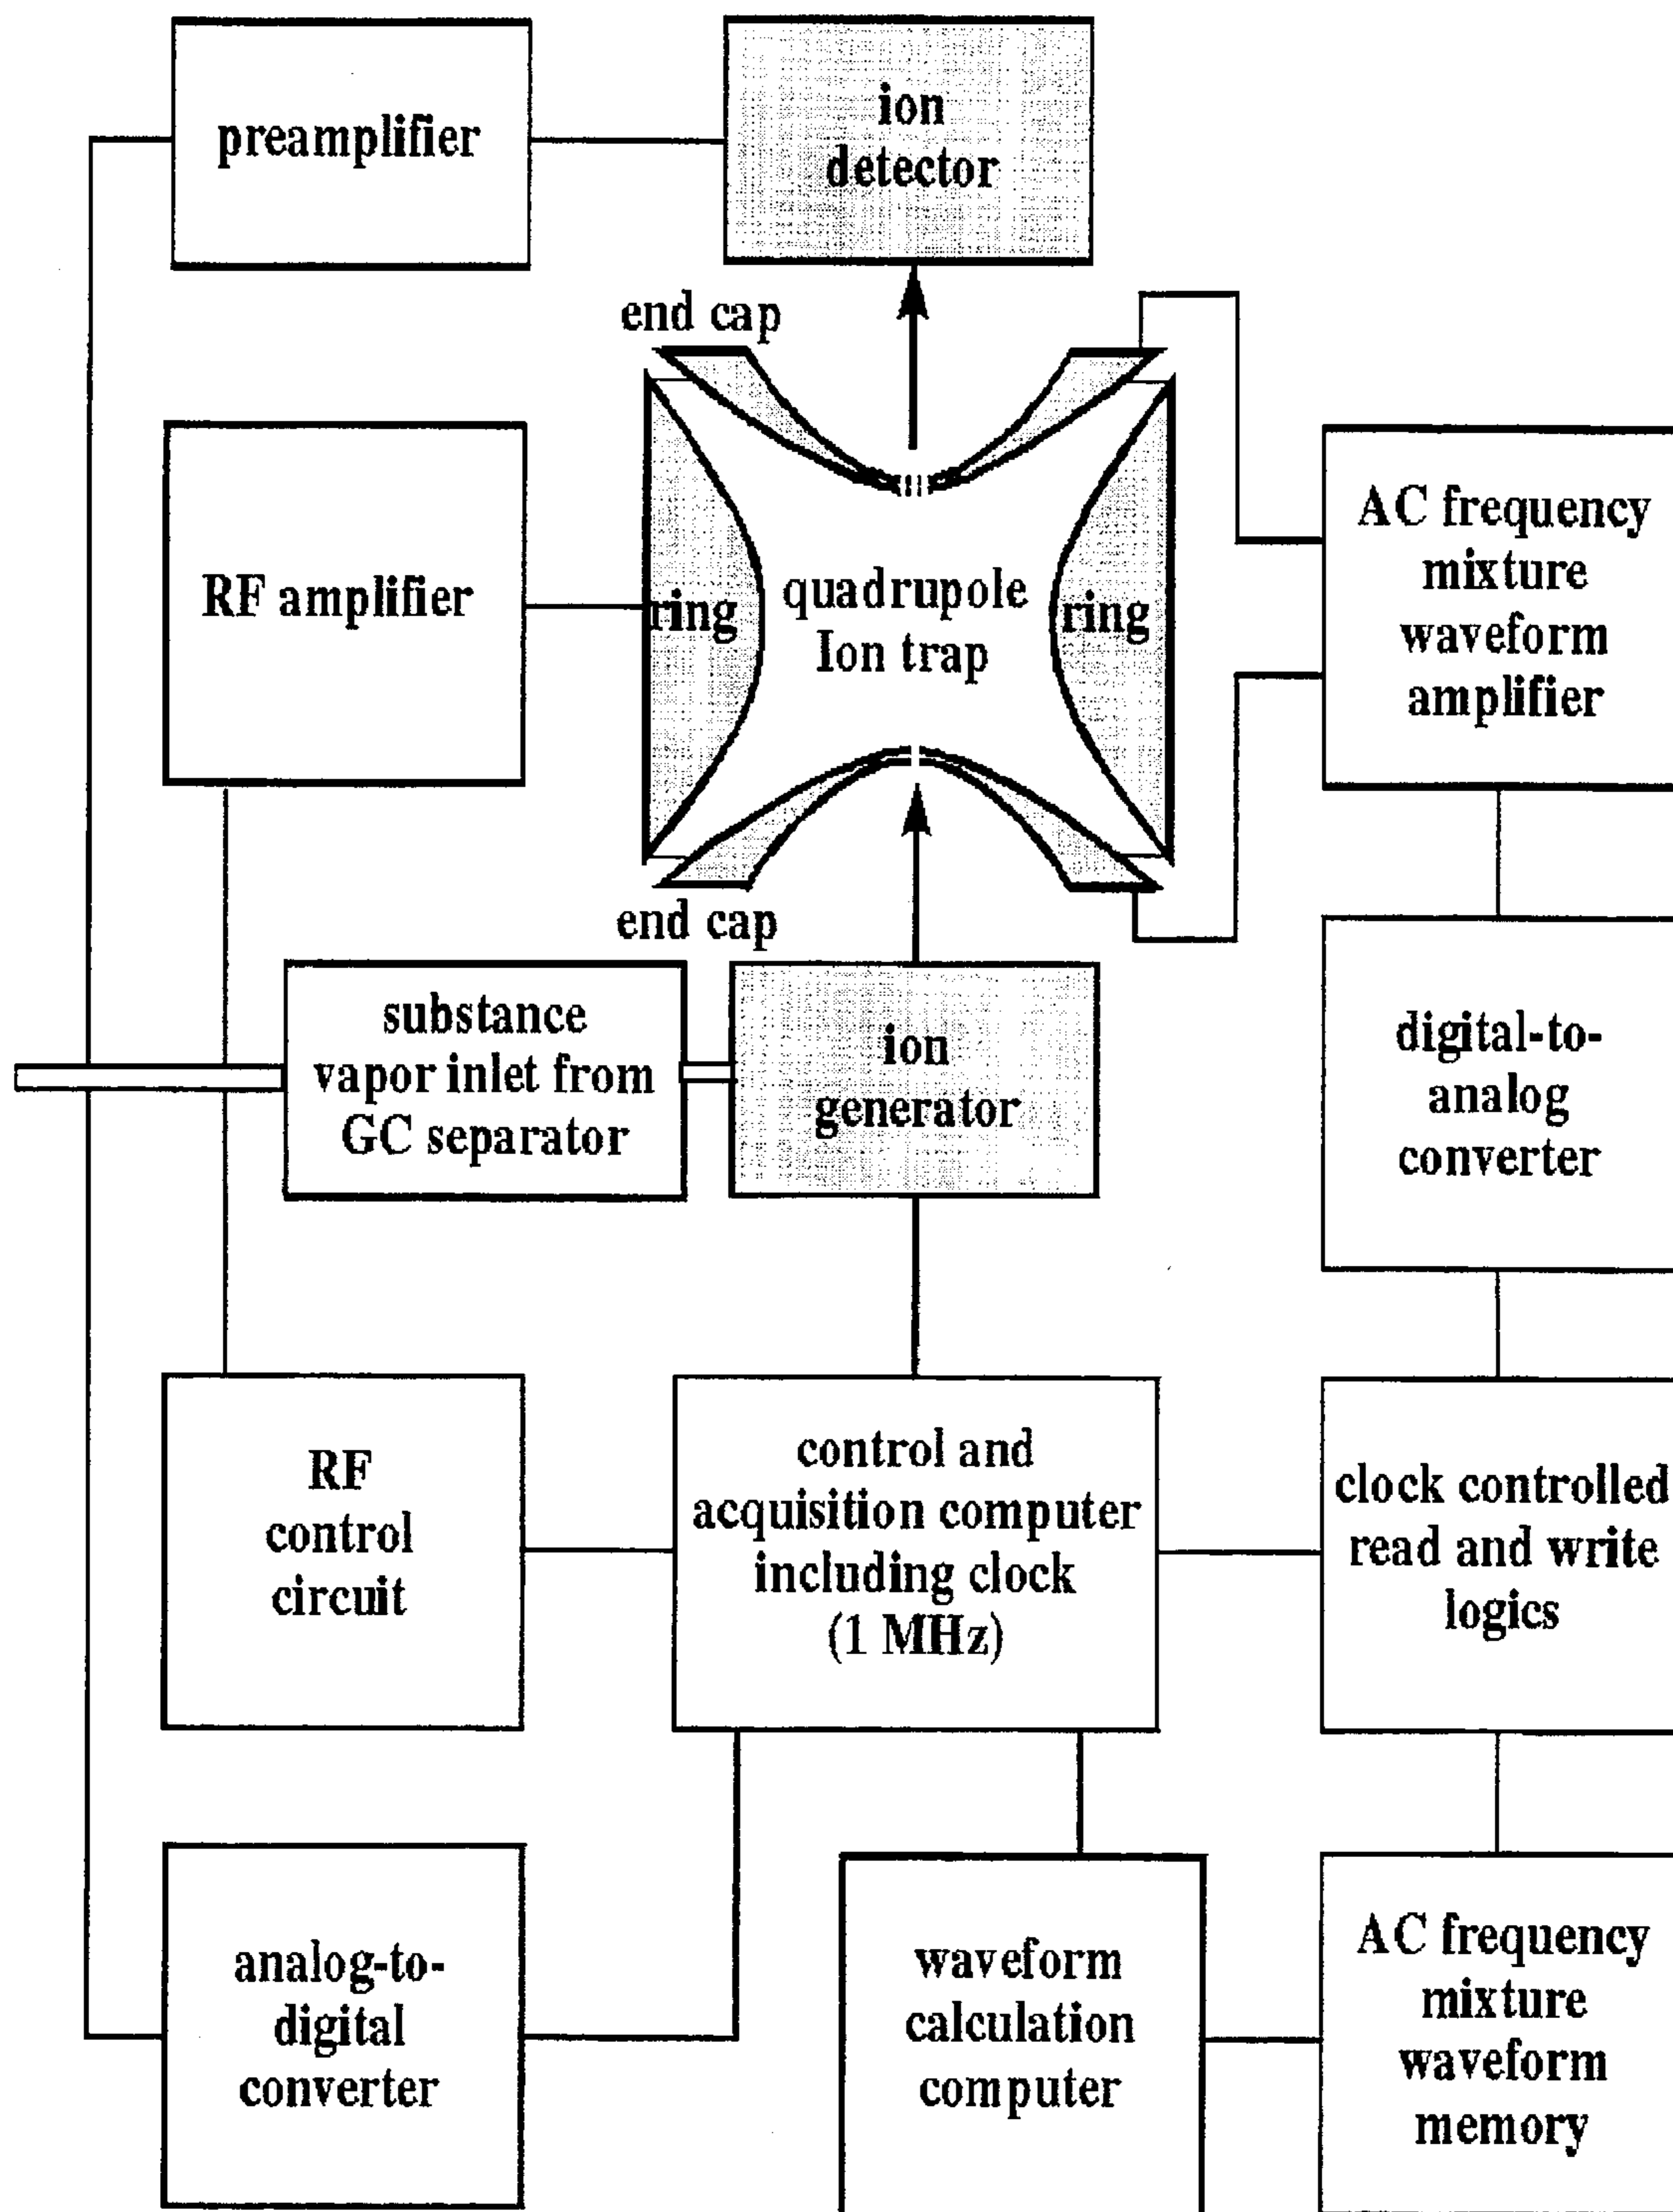 preamplifier
ion
detector
end cap
RF amplifier
ring
quadrupole
Ion trap
ring
AC frequency
mixture
waveform
amplifier
end cap
substance
vapor inlet from
GC separator
ion
generator
digital-to-
analog
converter
RF
control
circuit
control and
acquisition computer
including clock
(1 MHz)
clock controlled
read and write
logics
analog-to-
digital
converter
waveform
calculation
computer
AC frequency
mixture
waveform
memory